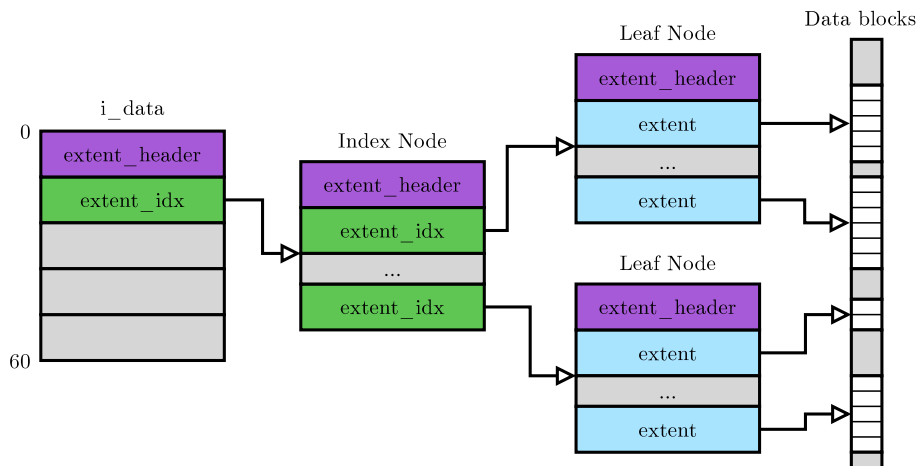 i_data
0
extent_header
extent_idx
60
Index Node
extent_header
extent_idx
...
extent_idx
Leaf Node
extent_header
extent
...
extent
Leaf Node
extent_header
extent
...
extent
Data blocks